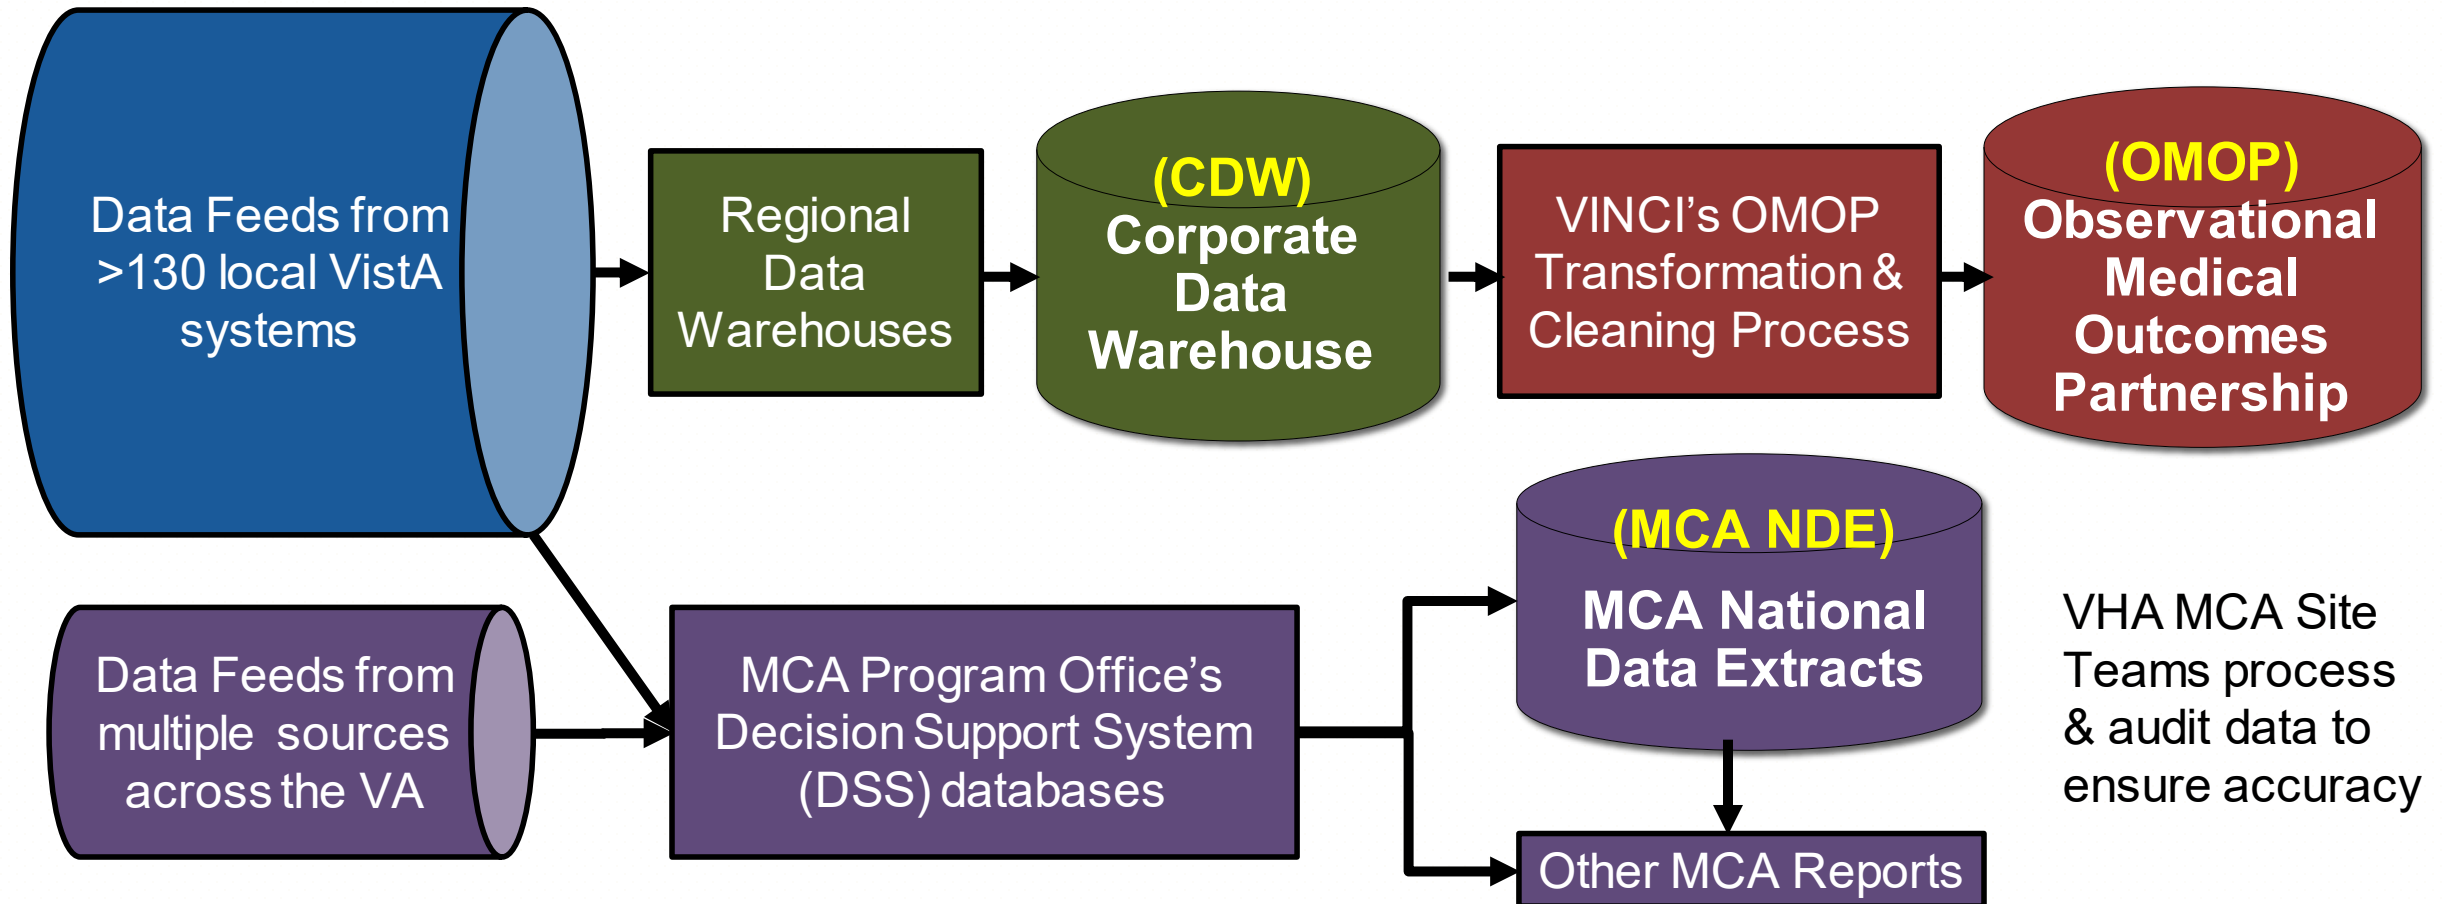 Data Feeds from
>130 local VistA
systems
Regional
Data
Warehouses
(CDW)
Corporate
Data
Warehouse
VINCI’s OMOP
Transformation &
Cleaning Process
(OMOP)
Observational
Medical
Outcomes
Partnership
Data Feeds from
multiple sources
across the VA
MCA Program Office’s
Decision Support System
(DSS) databases
(MCA NDE)
MCA National
Data Extracts
Other MCA Reports
VHA MCA Site
Teams process
& audit data to
ensure accuracy